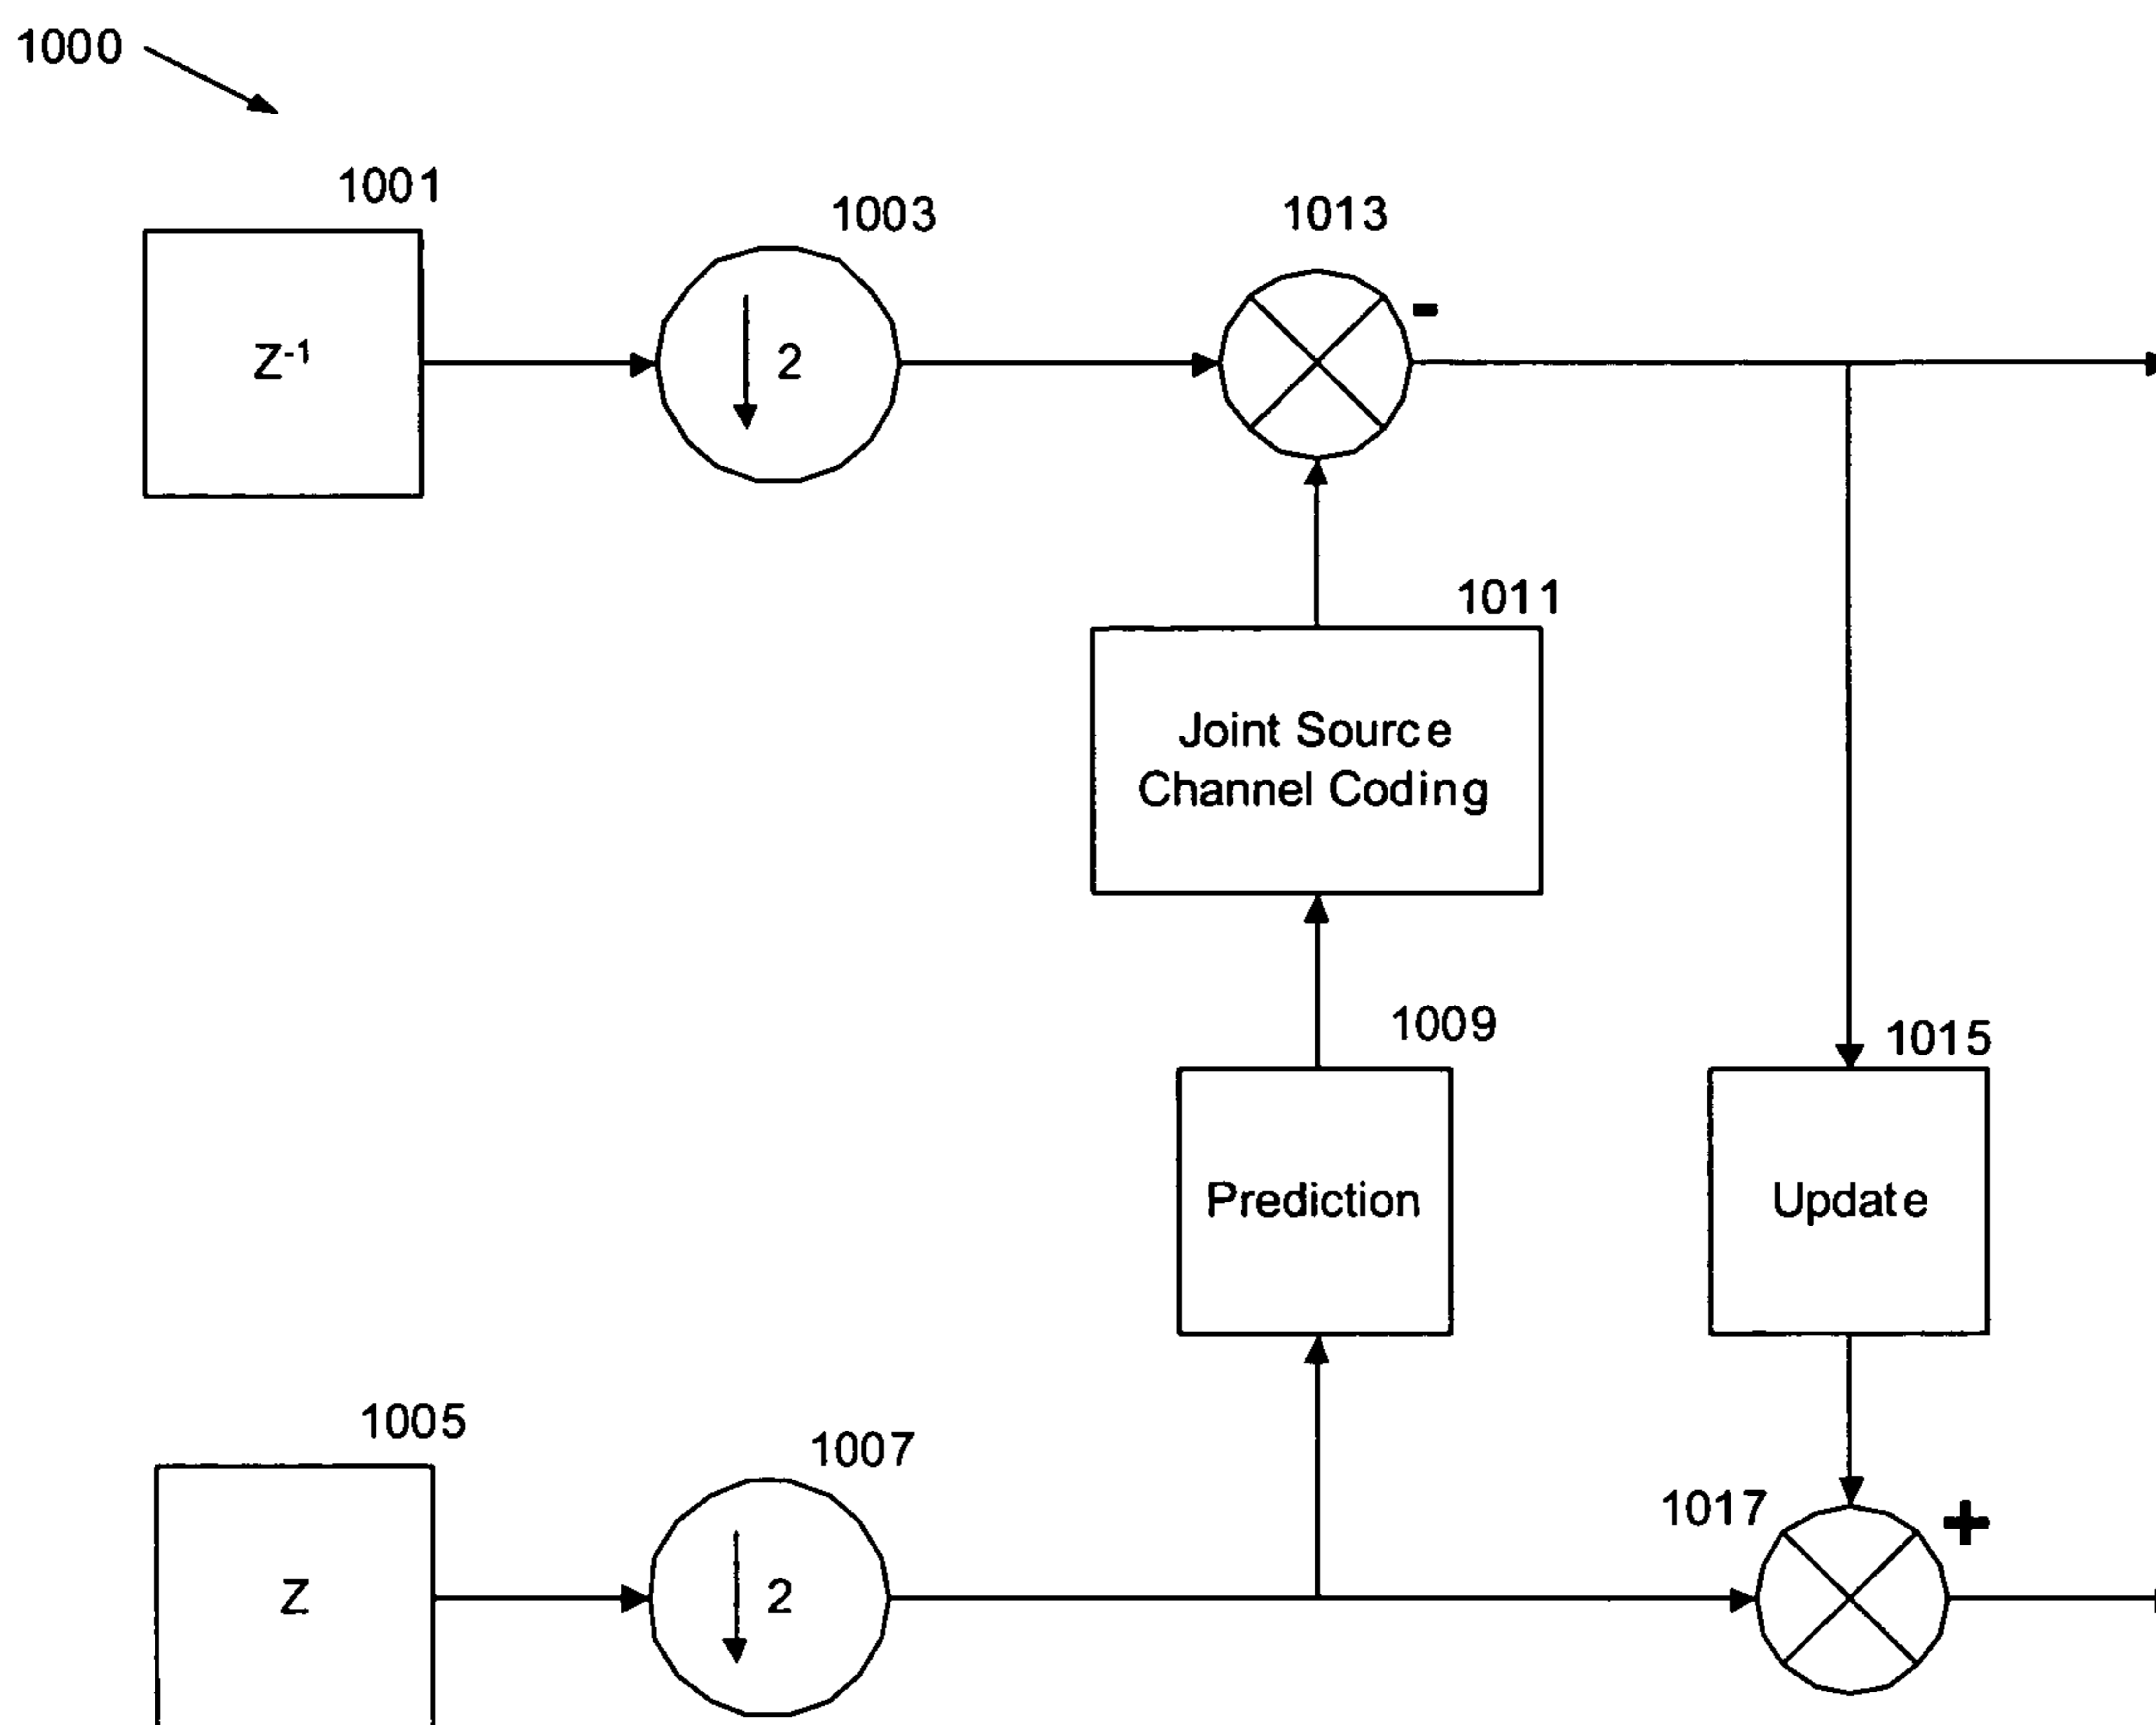 1000
1001
1003
1013
-
Z-1
2
2
1011
Joint Source
Channel Coding
1009
1015
Prediction
Update
1005
1007
1017
+
Z
2